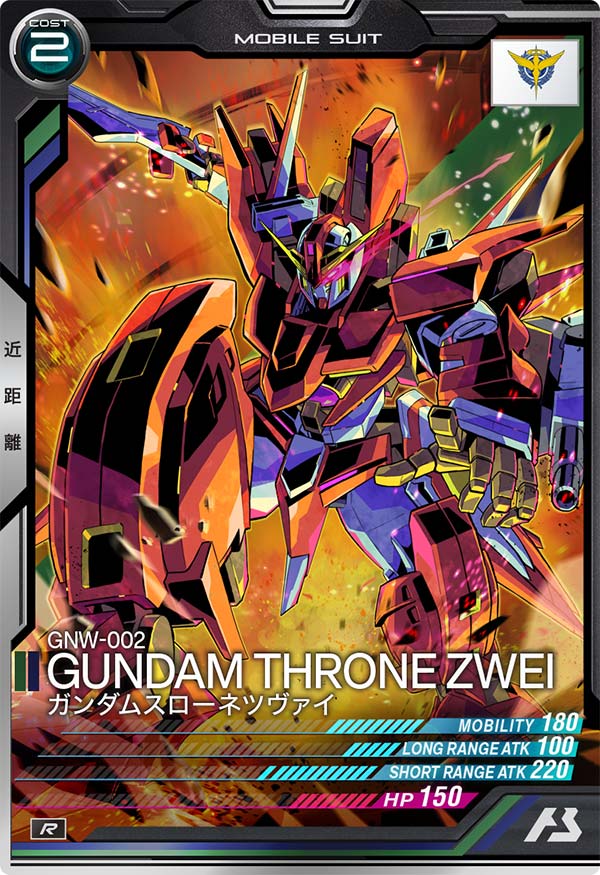 COST
2
MOBILE SUIT
近距離
GNW-002
GUNDAM THRONE ZWEI
ガンダムスローネツヴァイ
MOBILITY 180
LONG RANGE ATK 100
SHORT RANGE ATK 220
HP 150
R